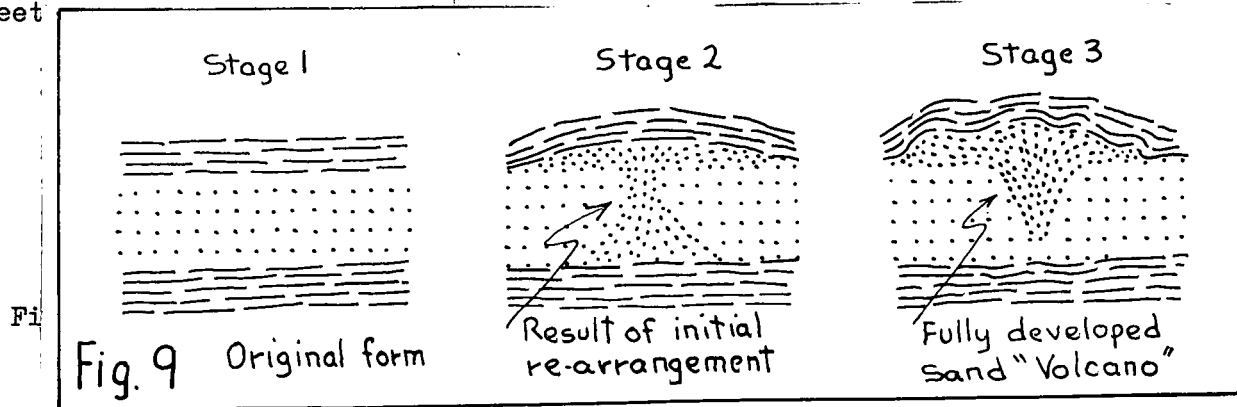 eet
Stage 1
Stage 2
Stage 3
Fi
Fig. 9 Original form
Result of initial
re-arrangement
Fully developed
sand "Volcano"